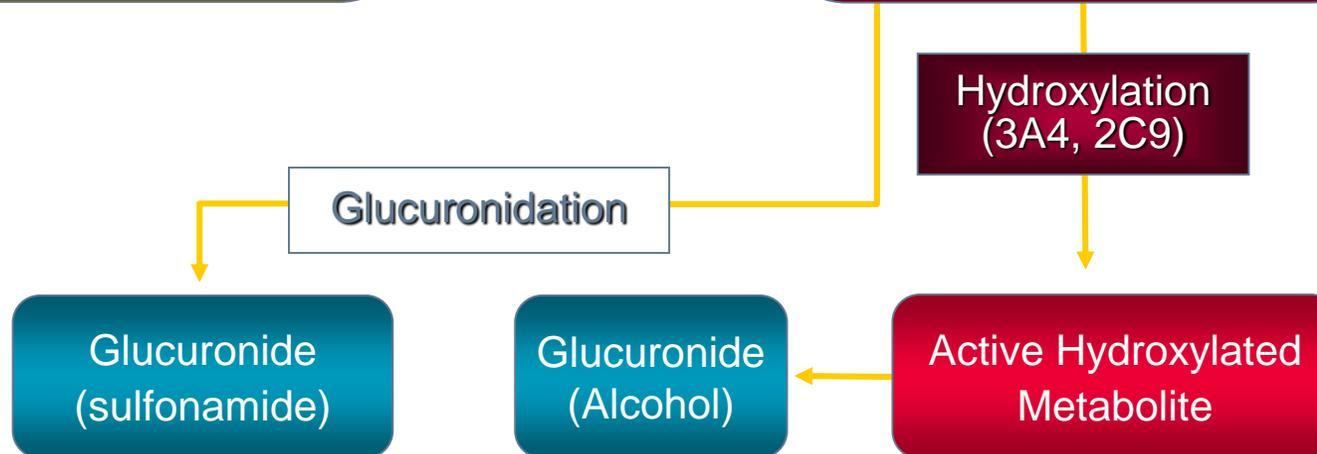 Hydroxylation
(3A4, 2C9)
Glucuronidation
Glucuronide
(sulfonamide)
Glucuronide
(Alcohol)
Active Hydroxylated
Metabolite